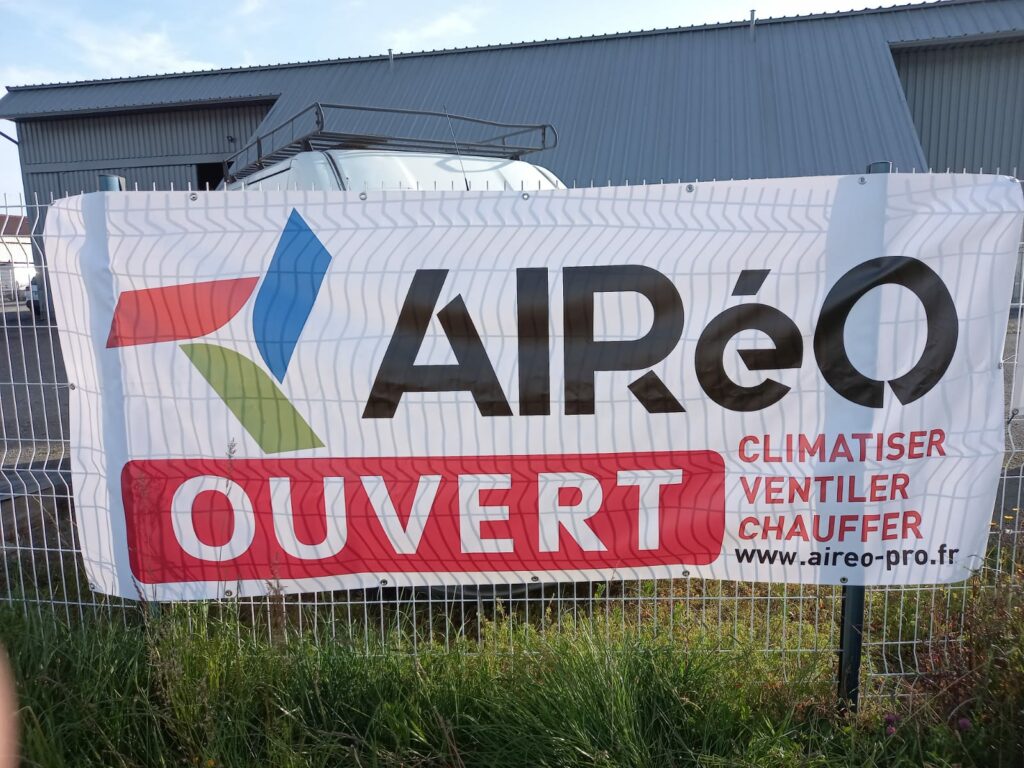 AIRéO
OUVERT
CLIMATISER
VENTILER
CHAUFFER
www.aireo-pro.fr